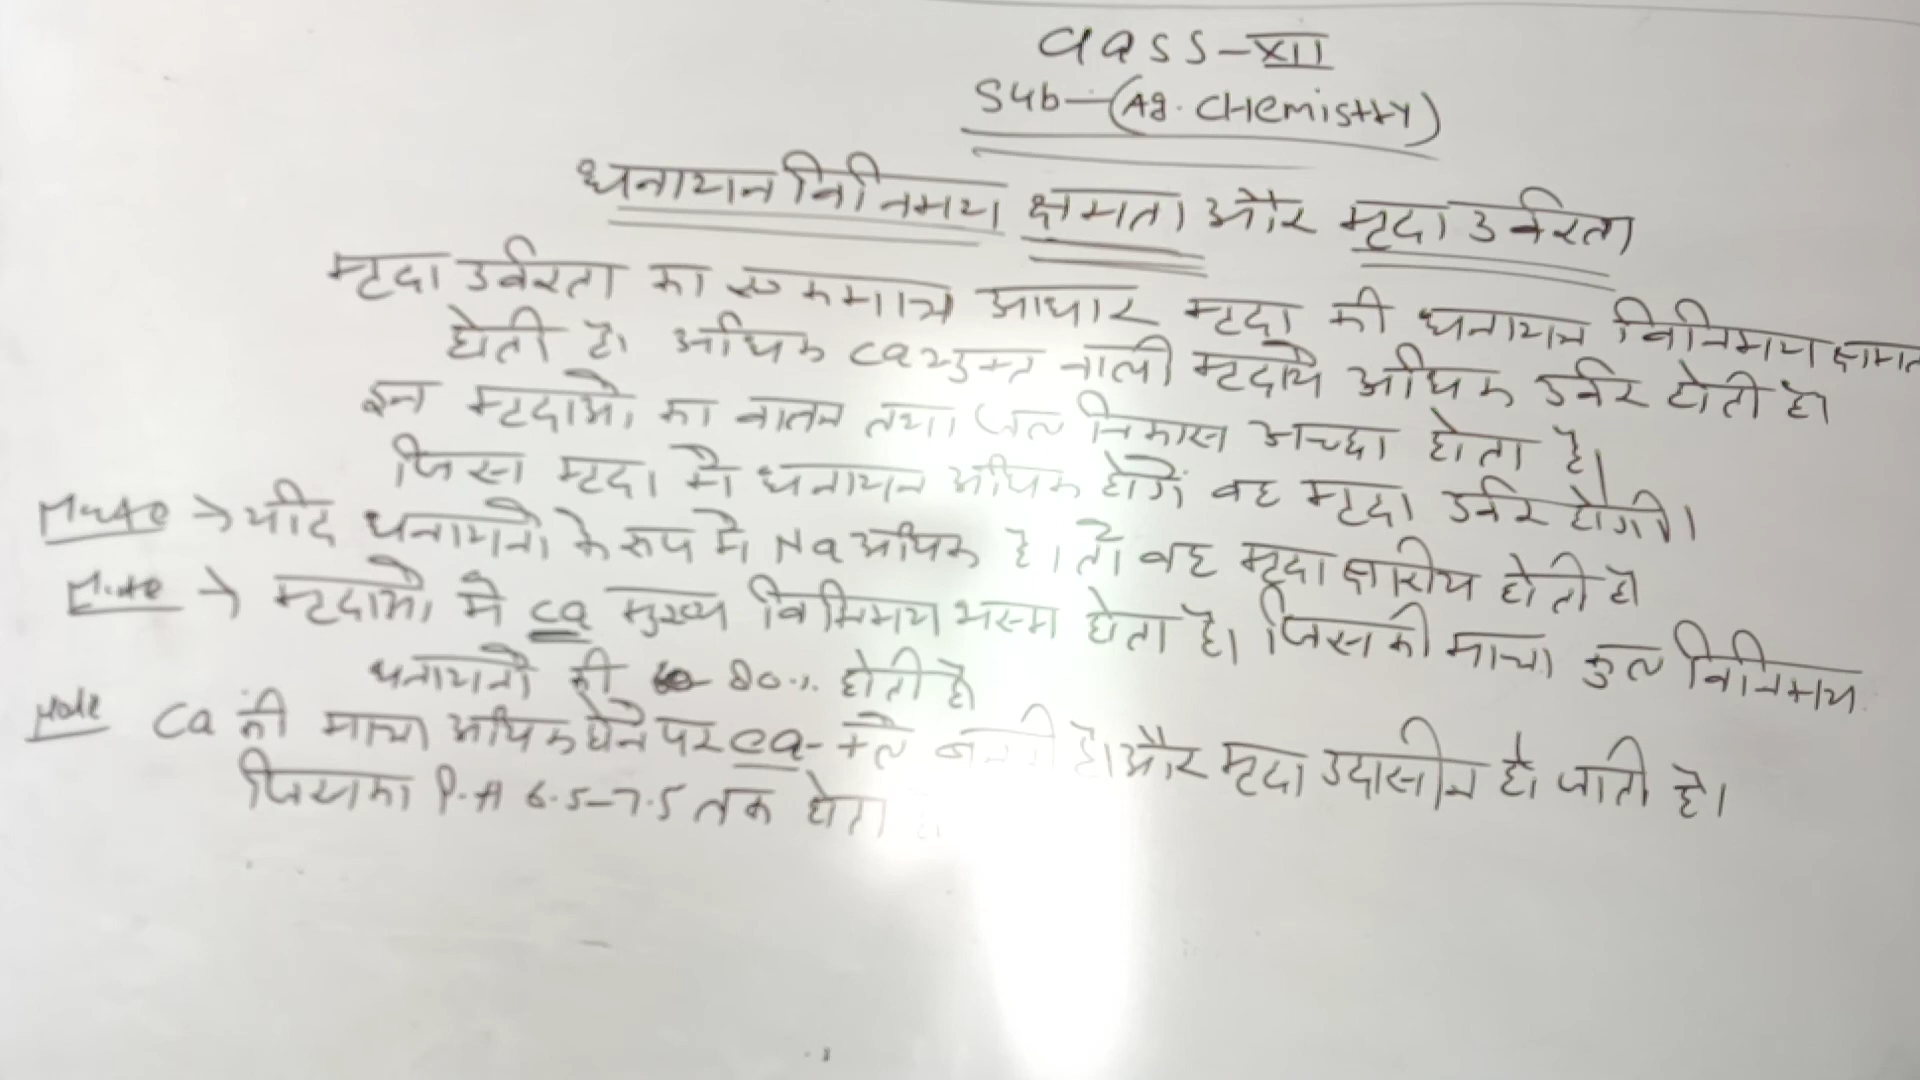 Class-XII
Sub-(Ag. CHemistry)
धनायन विनिमय क्षमता और मृदा उर्वरता
मृदा उर्वरता का एकमात्र आधार मृदा की धनायन विनिमय क्षमता
होती है। अधिक Ca युक्त वाली मृदायें अधिक उर्वर होती है।
इन मृदाओं का वातन तथा जल निकास अच्छा होता है।
जिस मृदा में धनायन अधिक होगें वह मृदा उर्वर होगी।
Note → यदि धनायनों के रूप में Na अधिक है। तो वह मृदा क्षारीय होती है
Note → मृदाओं में Ca मुख्य विनिमय भस्म होता है। जिसकी मात्रा कुल विनिमय
धनायनों की 80% होती है
Note Ca की मात्रा अधिक होने पर Ca- बनती है। और मृदा उदासीन हो जाती है।
जिसका P.H 6.5-7.5 तक होता